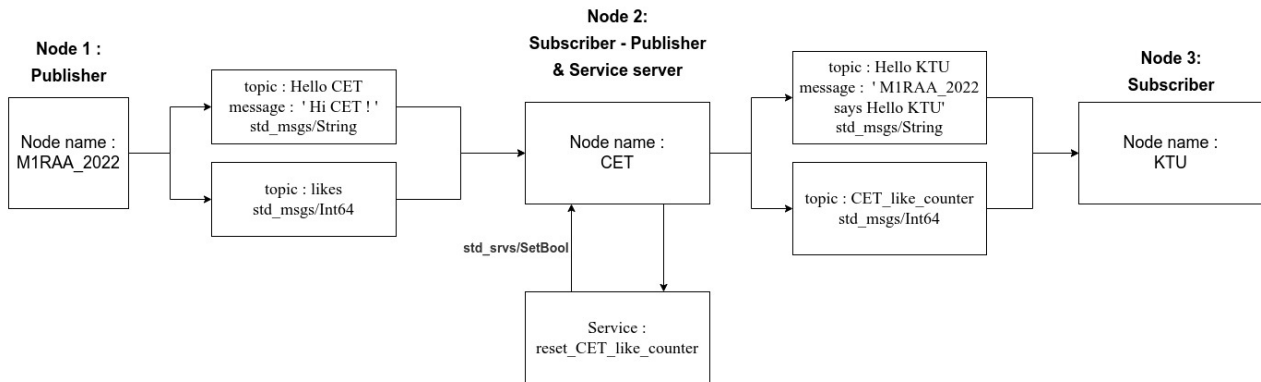 Node 1 :
Publisher
Node name :
M1RAA_2022
topic : Hello CET
message : ' Hi CET ! '
std_msgs/String
topic : likes
std_msgs/Int64
Node 2:
Subscriber - Publisher
& Service server
Node name :
CET
std_srvs/SetBool
Service :
reset_CET_like_counter
topic : Hello KTU
message : ' M1RAA_2022
says Hello KTU'
std_msgs/String
topic : CET_like_counter
std_msgs/Int64
Node 3:
Subscriber
Node name :
KTU